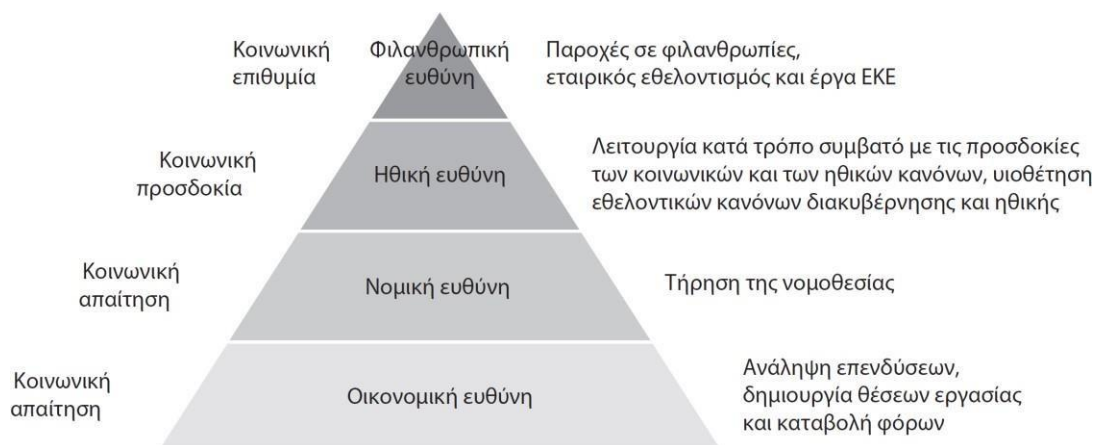 Κοινωνική
επιθυμία
Φιλανθρωπική
ευθύνη
Παροχές σε φιλανθρωπίες,
εταιρικός εθελοντισμός και έργα ΕΚΕ
Κοινωνική
προσδοκία
Ηθική ευθύνη
Λειτουργία κατά τρόπο συμβατό με τις προσδοκίες
των κοινωνικών και των ηθικών κανόνων, υιοθέτηση
εθελοντικών κανόνων διακυβέρνησης και ηθικής
Κοινωνική
απαίτηση
Νομική ευθύνη
Τήρηση της νομοθεσίας
Κοινωνική
απαίτηση
Οικονομική ευθύνη
Ανάληψη επενδύσεων,
δημιουργία θέσεων εργασίας
και καταβολή φόρων